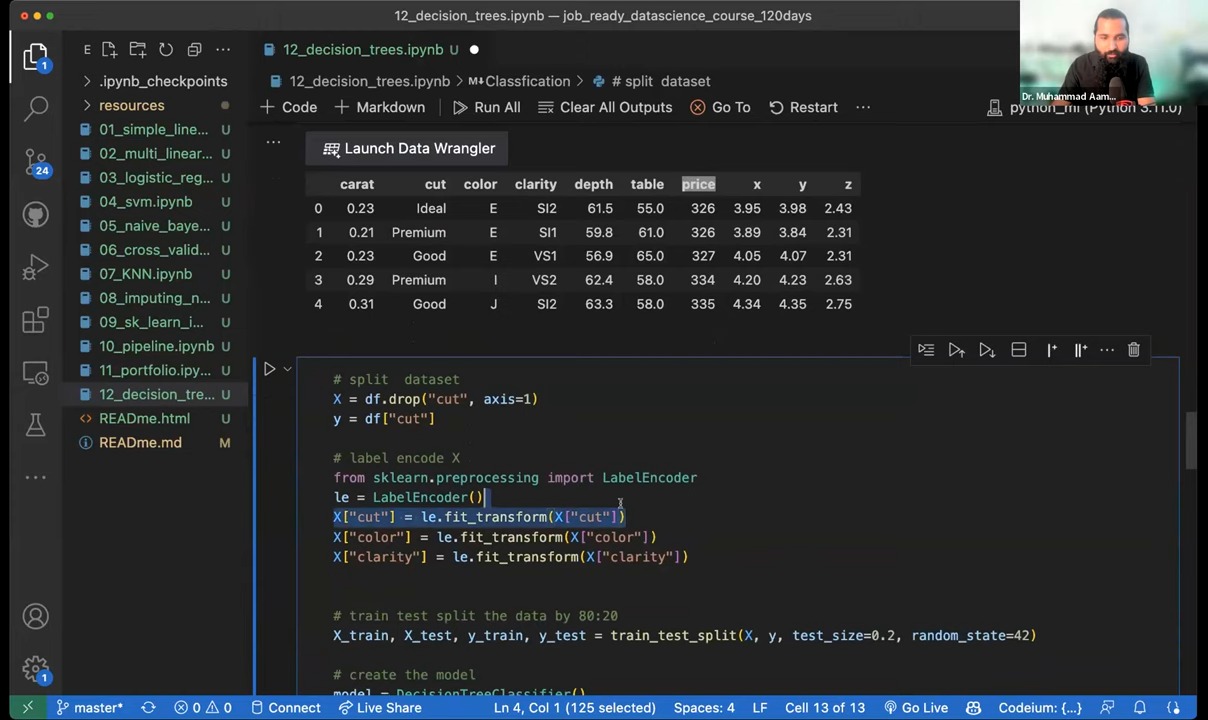 12_decision_trees.ipynb — job_ready_datascience_course_120days
E
12_decision_trees.ipynb U
12_decision_trees.ipynb > Classfication > # split dataset
Code Markdown Run All Clear All Outputs Go To Restart
python_ml (Python 3.11.0)
Dr. Muhammad Aam...
1
24
1
.ipynb_checkpoints
resources
01_simple_line... U
02_multi_linear... U
03_logistic_reg... U
04_svm.ipynb U
05_naive_baye... U
06_cross_valid... U
07_KNN.ipynb U
08_imputing_n... U
09_sk_learn_i... U
10_pipeline.ipynb U
11_portfolio.ipy... U
12_decision_tre... U
READme.html U
READme.md M
Launch Data Wrangler
carat cut color clarity depth table price x y z
0 0.23 Ideal E SI2 61.5 55.0 326 3.95 3.98 2.43
1 0.21 Premium E SI1 59.8 61.0 326 3.89 3.84 2.31
2 0.23 Good E VS1 56.9 65.0 327 4.05 4.07 2.31
3 0.29 Premium I VS2 62.4 58.0 334 4.20 4.23 2.63
4 0.31 Good J SI2 63.3 58.0 335 4.34 4.35 2.75
# split  dataset
X = df.drop("cut", axis=1)
y = df["cut"]
# label encode X
from sklearn.preprocessing import LabelEncoder
le = LabelEncoder()
X["cut"] = le.fit_transform(X["cut"])
X["color"] = le.fit_transform(X["color"])
X["clarity"] = le.fit_transform(X["clarity"])
# train test split the data by 80:20
X_train, X_test, y_train, y_test = train_test_split(X, y, test_size=0.2, random_state=42)
# create the model
model = DecisionTreeClassifier()
master* 0 0 Connect Live Share Ln 4, Col 1 (125 selected) Spaces: 4 LF Cell 13 of 13 Go Live Codeium: {...}